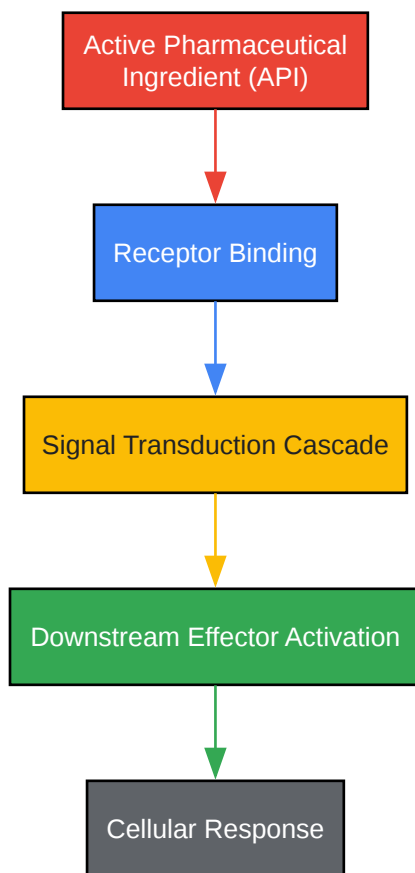 Active Pharmaceutical
Ingredient (API)
Receptor Binding
Signal Transduction Cascade
Downstream Effector Activation
Cellular Response